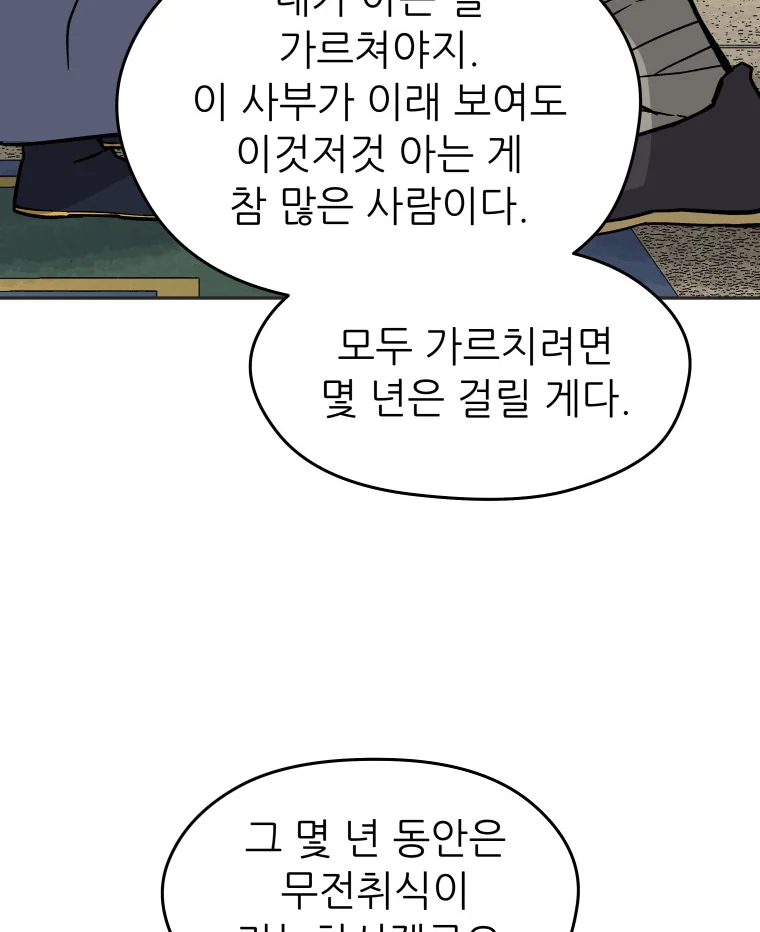 가르쳐야지.
이 사부가 이래 보여도
이것저것 아는 게
참 많은 사람이다.
모두 가르치려면
몇 년은 걸릴 게다.
그 몇 년 동안은
무전취식이